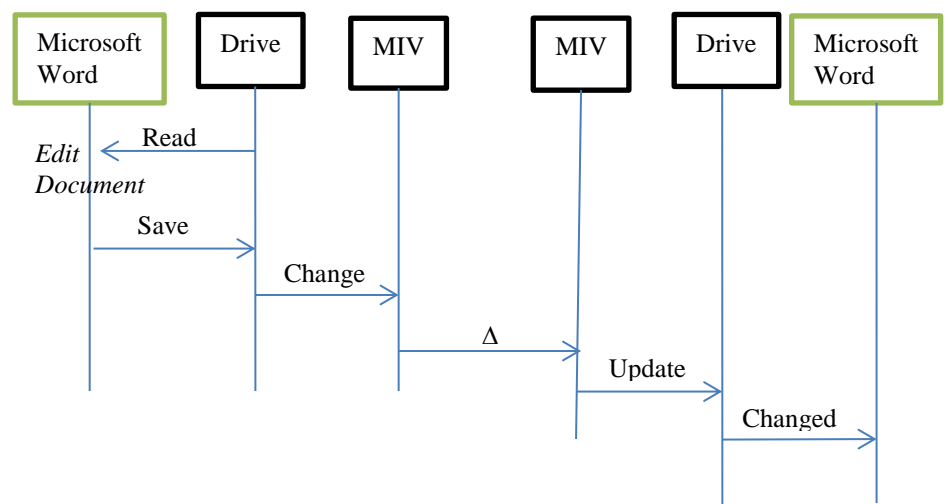 Microsoft
Word
Drive
MIV
MIV
Drive
Microsoft
Word
Read
Edit
Document
Save
Change
Δ
Update
Changed